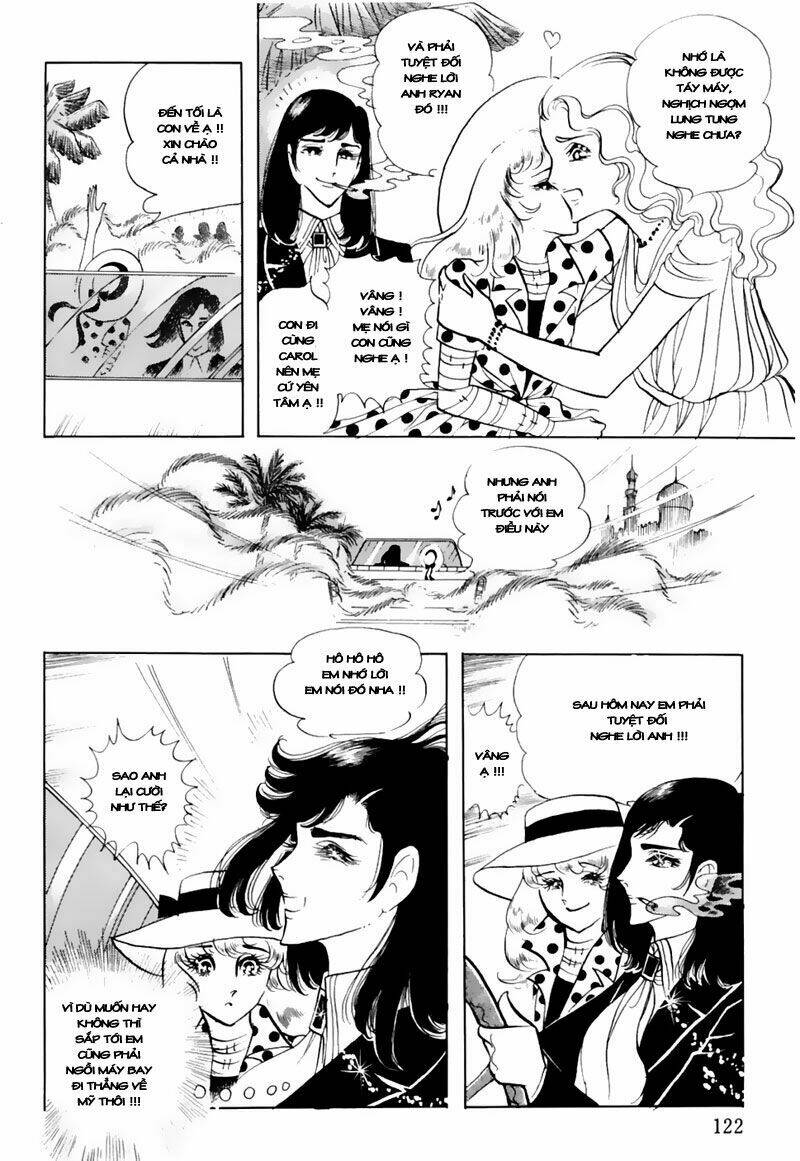 NHỚ LÀ
KHÔNG ĐƯỢC
TÁY MÁY,
NGHỊCH NGỢM
LUNG TUNG
NGHE CHƯA?
VÀ PHẢI
TUYỆT ĐỐI
NGHE LỜI
ANH RYAN
ĐÓ !!
VÂNG !
VÂNG !
MẸ NÓI GÌ
CON CŨNG
NGHE Ạ !
CON ĐI
CÙNG
CAROL
NÊN MẸ
CỨ YÊN
TÂM Ạ !!
ĐẾN TỐI LÀ
CON VỀ Ạ !!
XIN CHÀO
CẢ NHÀ !!
NHƯNG ANH
PHẢI NÓI
TRƯỚC VỚI EM
ĐIỀU NÀY
SAU HÔM NAY EM PHẢI
TUYỆT ĐỐI
NGHE LỜI ANH !!!
VÂNG
Ạ !!!
HÔ HÔ HÔ
EM NHỚ LỜI
EM NÓI ĐÓ NHA !!
SAO ANH
LẠI CƯỜI
NHƯ THẾ?
VÌ DÙ MUỐN HAY
KHÔNG THÌ
SẮP TỚI EM
CŨNG PHẢI
NGỒI MÁY BAY
ĐI THẲNG VỀ
MỸ THÔI !!!
122